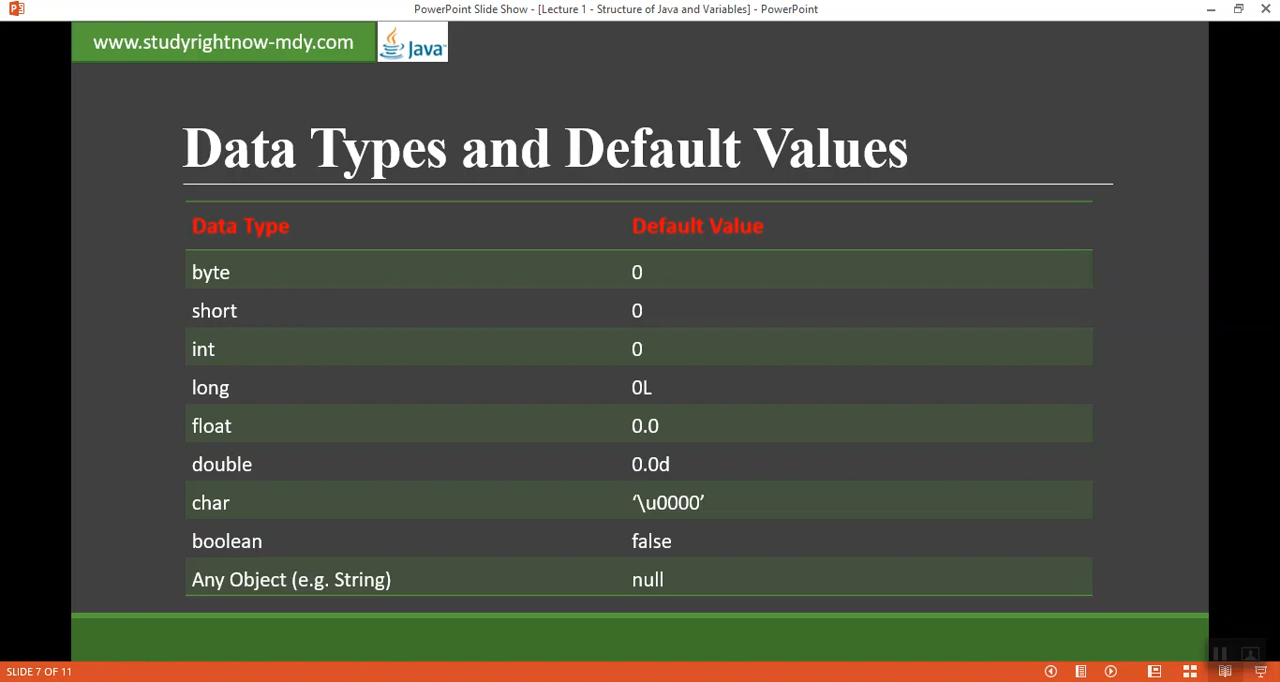 PowerPoint Slide Show - [Lecture 1 - Structure of Java and Variables] - PowerPoint
www.studyrightnow-mdy.com
Java™
Data Types and Default Values
Data Type Default Value
byte 0
short 0
int 0
long 0L
float 0.0
double 0.0d
char ‘\u0000’
boolean false
Any Object (e.g. String) null
SLIDE 7 OF 11